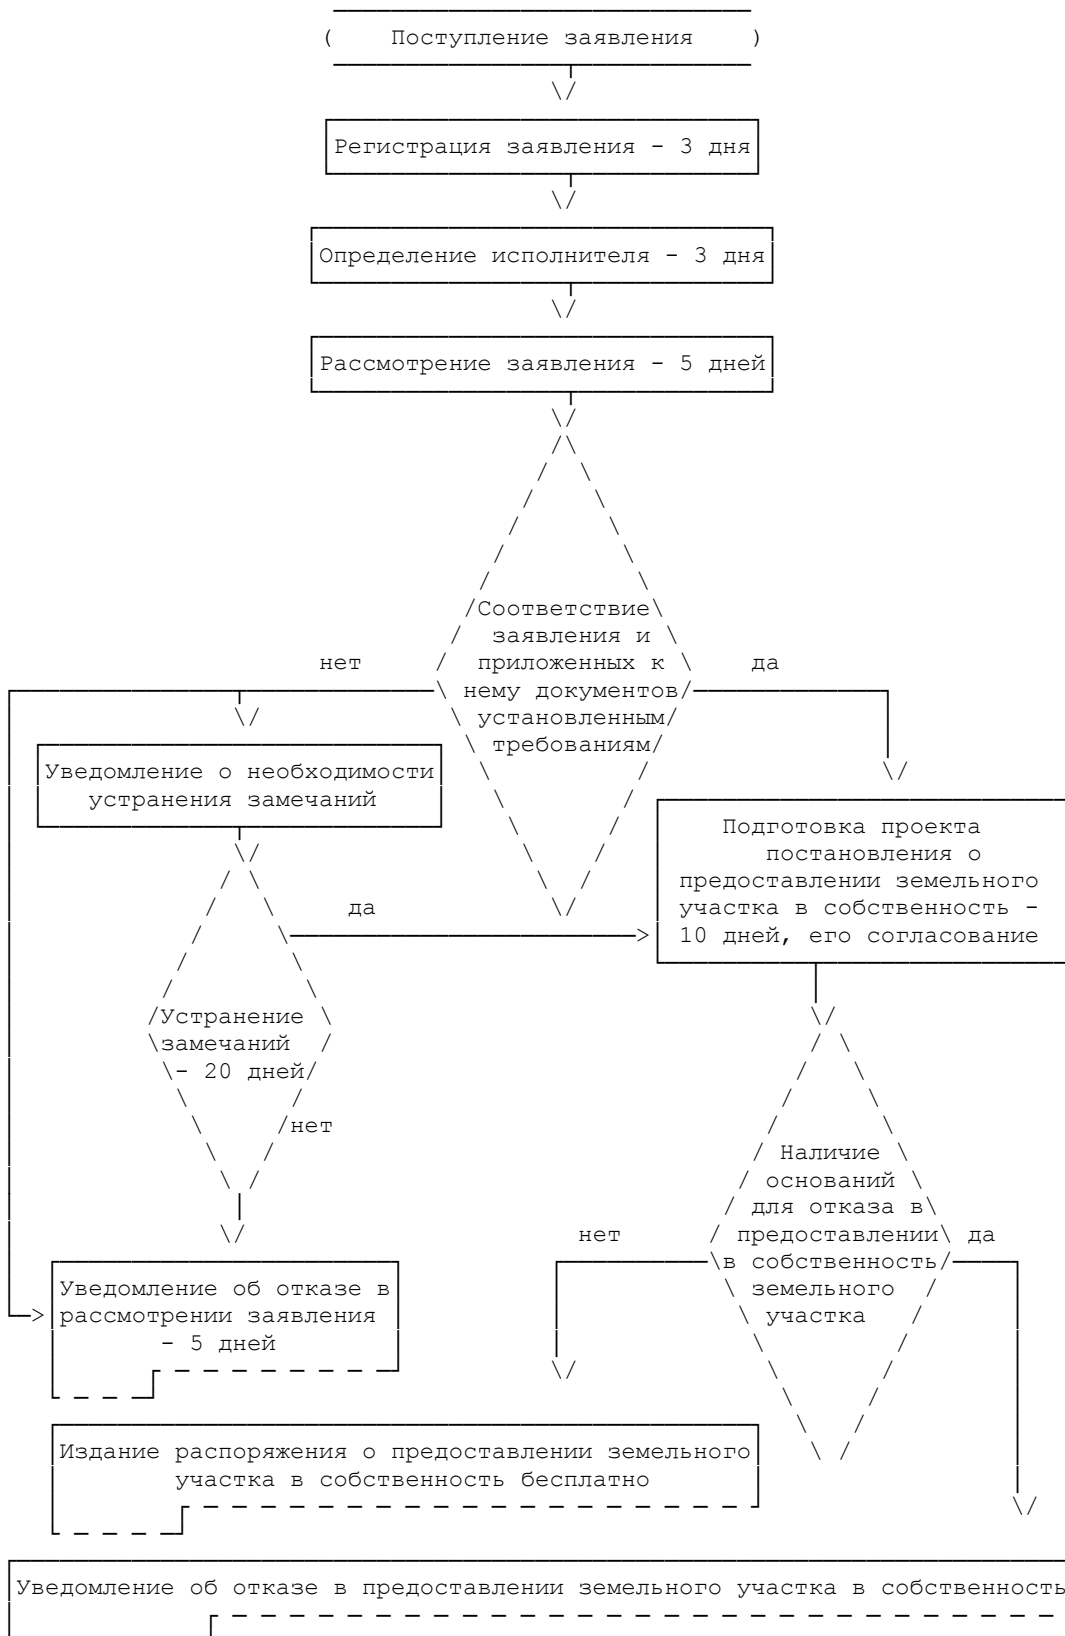 Поступление заявления
Регистрация заявления - 3 дня
Определение исполнителя - 3 дня
Рассмотрение заявления - 5 дней
Соответствие
заявления и
приложенных к
нему документов
установленным
требованиям
нет
да
Уведомление о необходимости
устранения замечаний
Подготовка проекта
постановления о
предоставлении земельного
участка в собственность -
10 дней, его согласование
да
Устранение
замечаний
- 20 дней
нет
Наличие
оснований
для отказа в
предоставлении
в собственность
земельного
участка
нет
да
Уведомление об отказе в
рассмотрении заявления
- 5 дней
Издание распоряжения о предоставлении земельного
участка в собственность бесплатно
Уведомление об отказе в предоставлении земельного участка в собственность